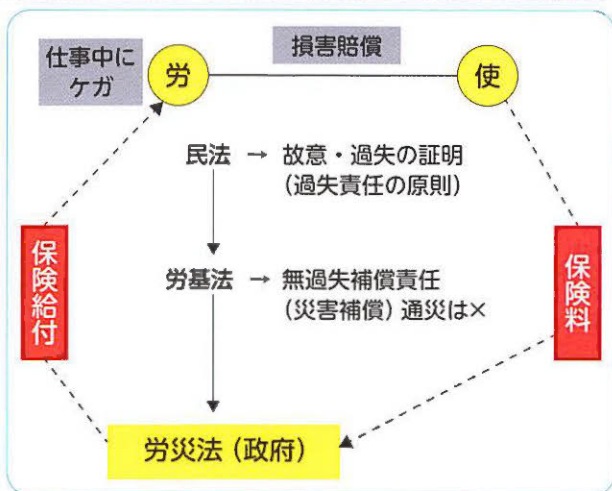 仕事中に
ケガ
労
損害賠償
使
民法 → 故意・過失の証明
(過失責任の原則)
保険給付
保険料
労基法 → 無過失補償責任
(災害補償) 通災は×
労災法(政府)